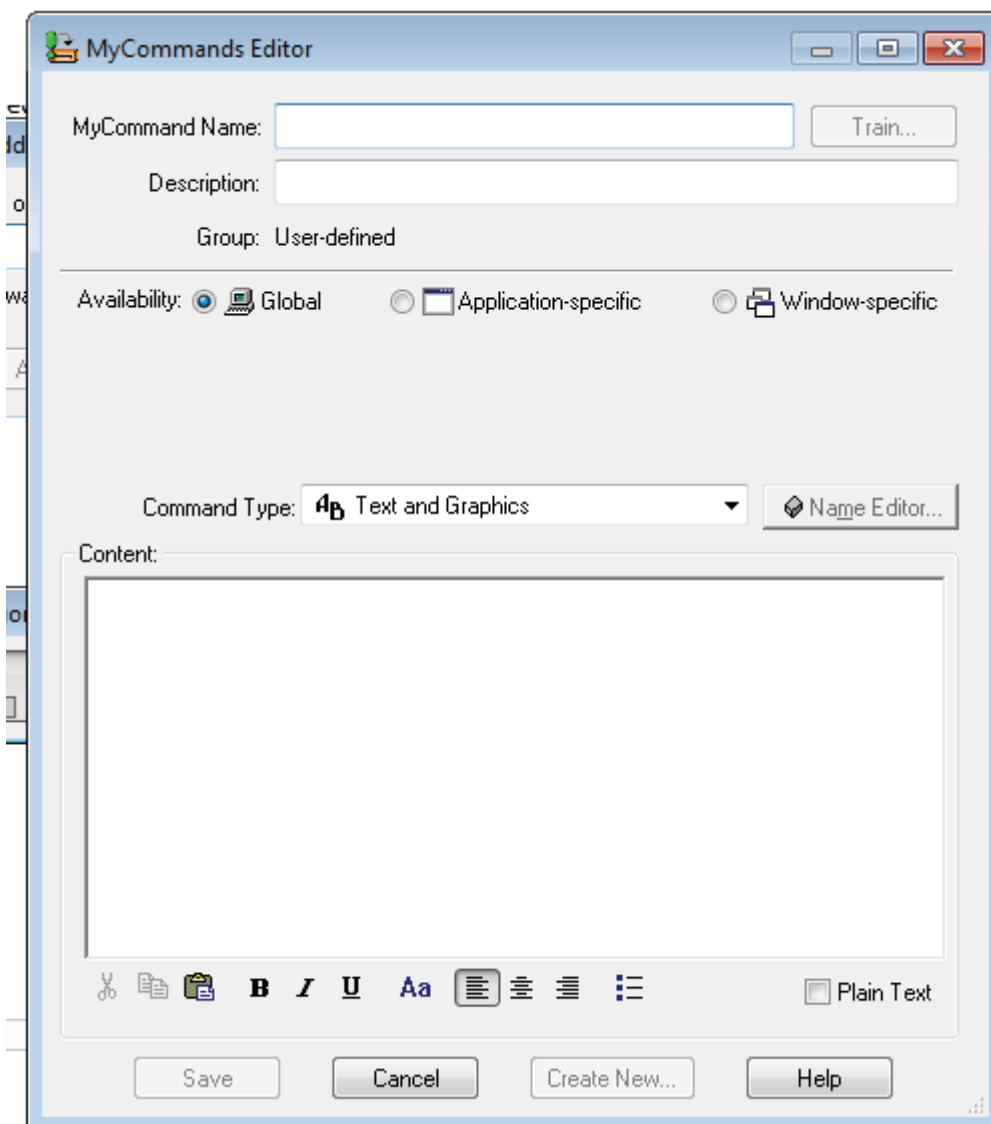 MyCommands Editor
MyCommand Name:
Train...
Description:
Group: User-defined
Availability: Global Application-specific Window-specific
Command Type: AB Text and Graphics Name Editor...
Content:
B I U Aa Plain Text
Save Cancel Create New... Help